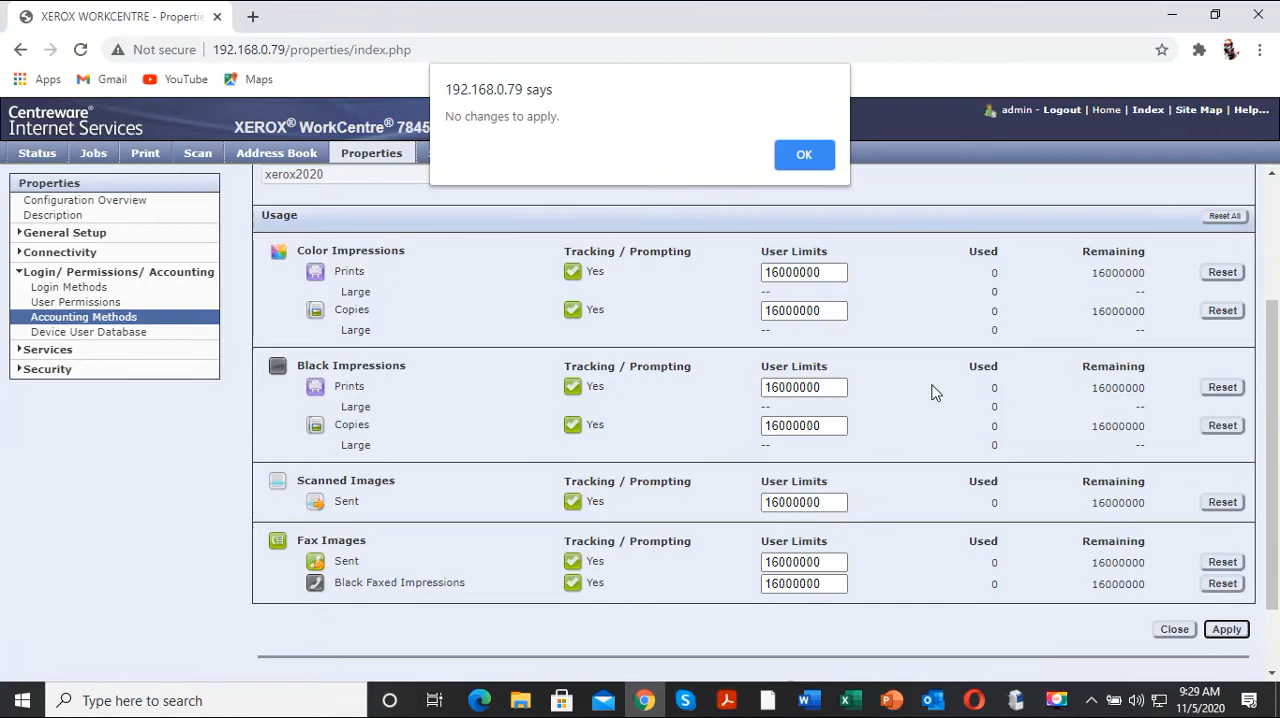 XEROX WORKCENTRE - Propertie
Not secure 192.168.0.79/properties/index.php
Apps Gmail YouTube Maps
192.168.0.79 says
No changes to apply.
OK
Centreware®
Internet Services
XEROX® WorkCentre® 7845
admin - Logout | Home | Index | Site Map | Help...
Status Jobs Print Scan Address Book Properties
Properties
Configuration Overview
Description
General Setup
Connectivity
Login/ Permissions/ Accounting
Login Methods
User Permissions
Accounting Methods
Device User Database
Services
Security
xerox2020
Usage Reset All
Color Impressions Tracking / Prompting User Limits Used Remaining
Prints Yes 16000000 0 16000000 Reset
Large -- 0 --
Copies Yes 16000000 0 16000000 Reset
Large -- 0 --
Black Impressions Tracking / Prompting User Limits Used Remaining
Prints Yes 16000000 0 16000000 Reset
Large -- 0 --
Copies Yes 16000000 0 16000000 Reset
Large -- 0 --
Scanned Images Tracking / Prompting User Limits Used Remaining
Sent Yes 16000000 0 16000000 Reset
Fax Images Tracking / Prompting User Limits Used Remaining
Sent Yes 16000000 0 16000000 Reset
Black Faxed Impressions Yes 16000000 0 16000000 Reset
Close Apply
Type here to search
9:29 AM
11/5/2020